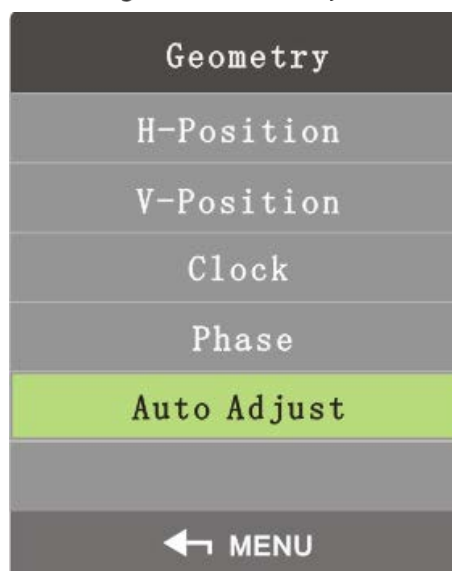 Geometry
H-Position
V-Position
Clock
Phase
Auto Adjust
MENU